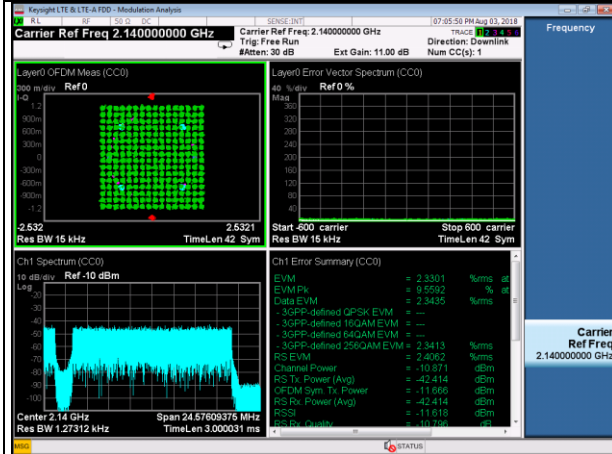 Keysight LTE & LTE-A FDD - Modulation Analysis
RL RF 50 Ω DC SENSE:INT 07:05:50 PM Aug 03, 2018
Carrier Ref Freq 2.140000000 GHz
Carrier Ref Freq: 2.140000000 GHz
TRACE 1 2 3 4 5 6
Trig: Free Run
Direction: Downlink
#Atten: 30 dB
Ext Gain: 11.00 dB
Num CC(s): 1
Frequency
Layer0 OFDM Meas (CC0)
300 m/div Ref 0
I-Q
1.2
900m
600m
300m
0
-300m
-600m
-900m
-1.2
-2.532 2.5321
Res BW 15 kHz TimeLen 42 Sym
Layer0 Error Vector Spectrum (CC0)
40 %/div Ref 0 %
Mag
360
320
280
240
200
160
120
80
40
Start -600 carrier Stop 600 carrier
Res BW 15 kHz TimeLen 42 Sym
Ch1 Spectrum (CC0)
10 dB/div Ref -10 dBm
Log
-20
-30
-40
-50
-60
-70
-80
-90
-100
Center 2.14 GHz Span 24.57609375 MHz
Res BW 1.27312 kHz TimeLen 3.000031 ms
Ch1 Error Summary (CC0)
EVM = 2.3301 %rms at
EVM Pk = 9.5592 % at
Data EVM = 2.3435 %rms
- 3GPP-defined QPSK EVM = ---
- 3GPP-defined 16QAM EVM = ---
- 3GPP-defined 64QAM EVM = ---
- 3GPP-defined 256QAM EVM = 2.3413 %rms
RS EVM = 2.4062 %rms
Channel Power = -10.871 dBm
RS Tx. Power (Avg) = -42.414 dBm
OFDM Sym. Tx. Power = -11.666 dBm
RS Rx. Power (Avg) = -42.414 dBm
RSSI = -11.618 dBm
RS Rx. Quality = -10.796 dB
Carrier
Ref Freq
2.140000000 GHz
MSG STATUS